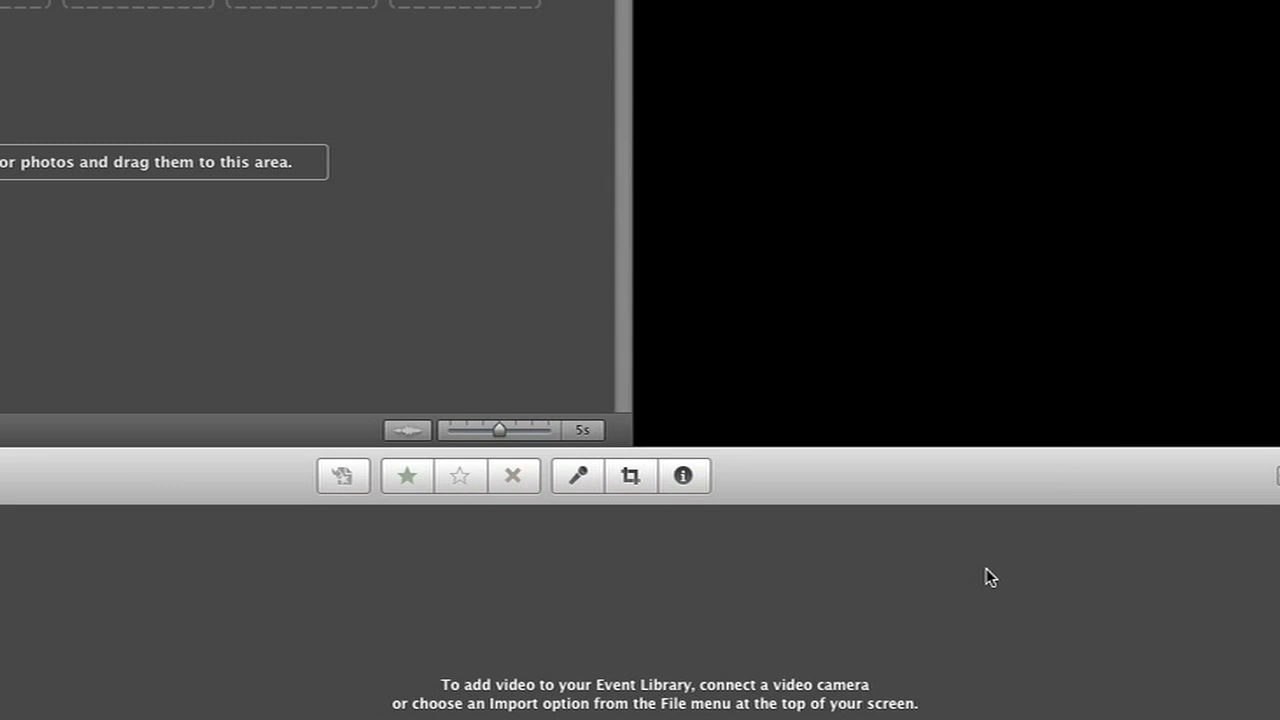 or photos and drag them to this area.
5s
To add video to your Event Library, connect a video camera
or choose an Import option from the File menu at the top of your screen.